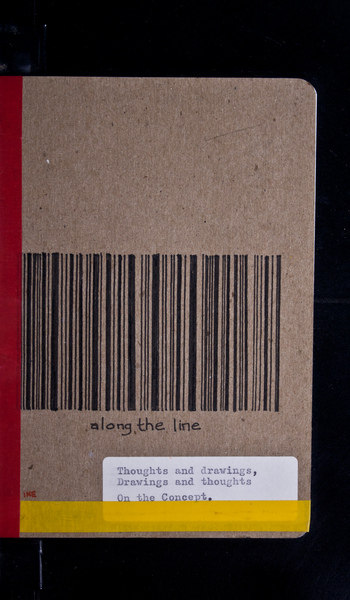 along the line
Thoughts and drawings,
Drawings and thoughts
On the Concept.